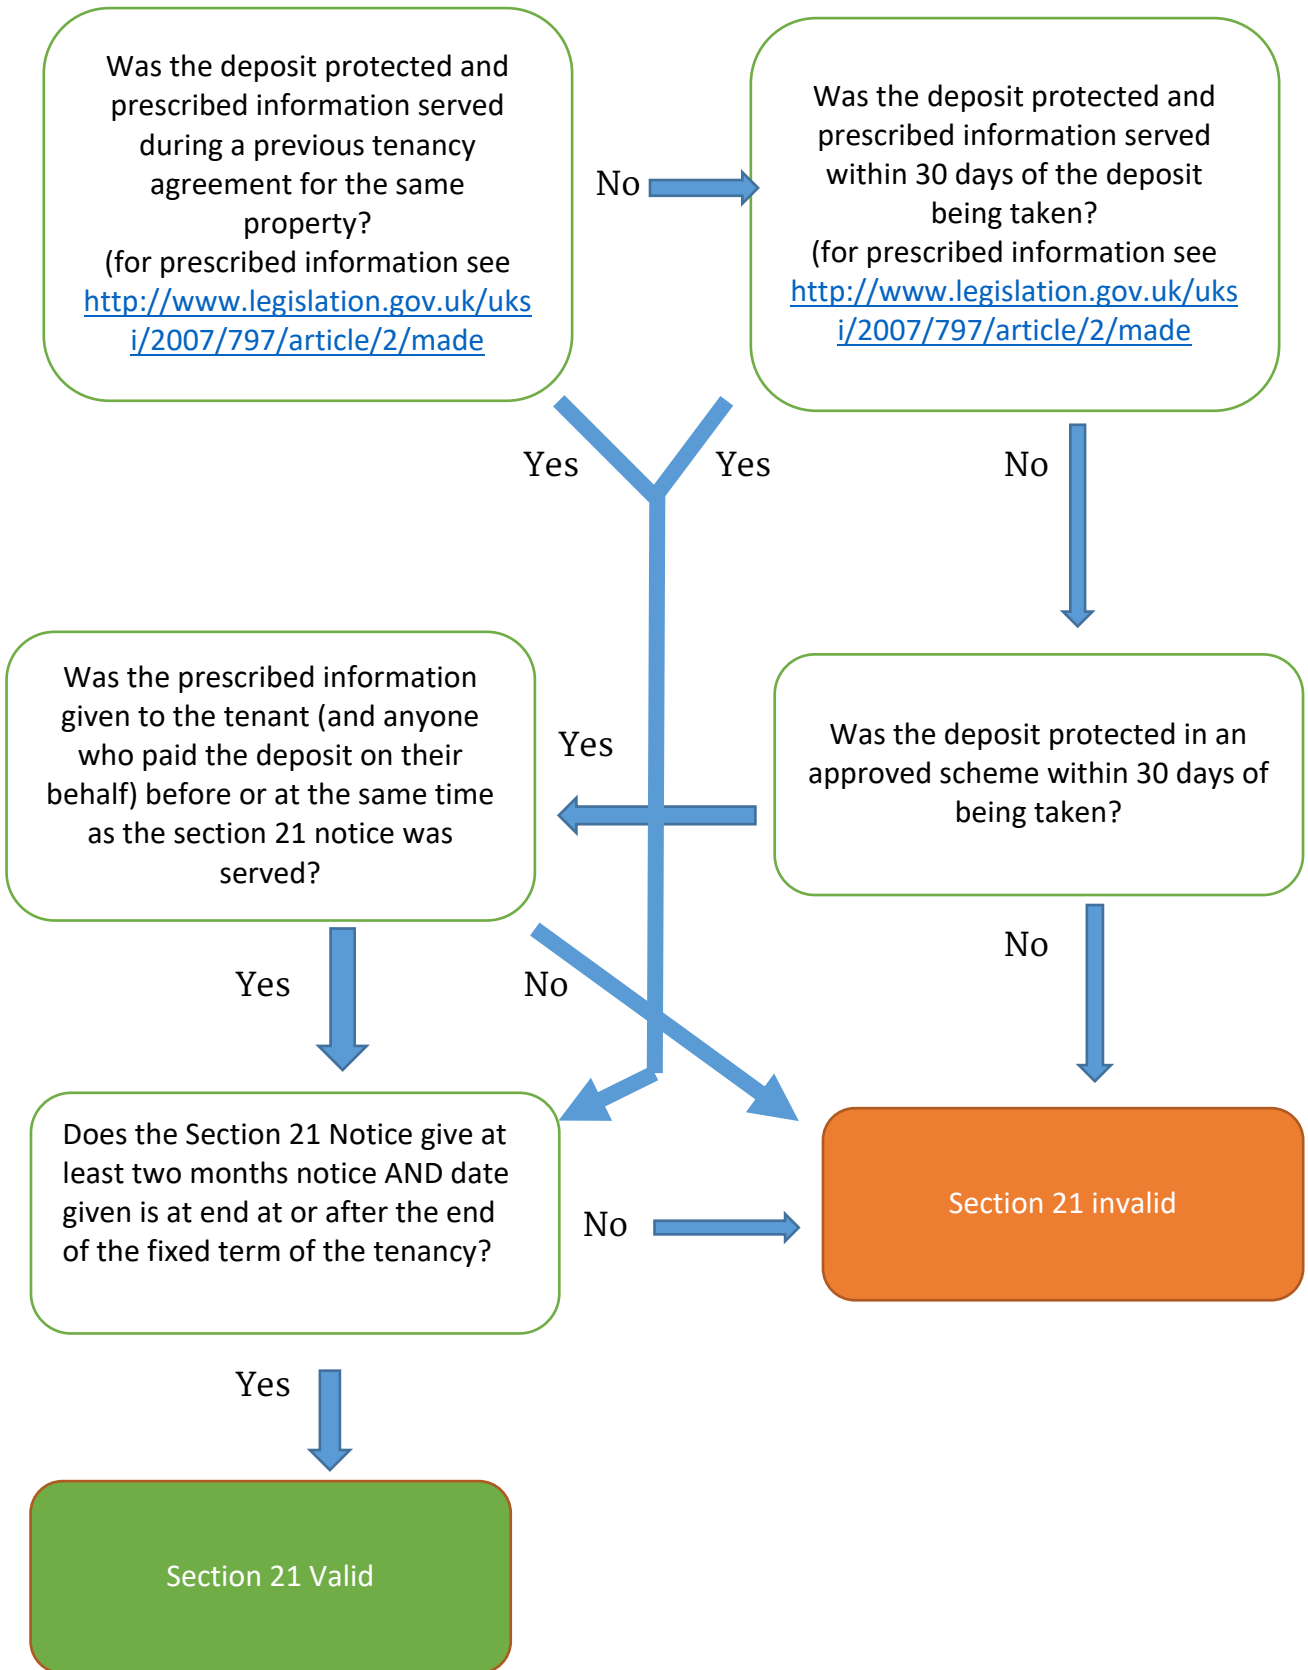 Was the deposit protected and
prescribed information served
during a previous tenancy
agreement for the same
property?
(for prescribed information see
http://www.legislation.gov.uk/uks
i/2007/797/article/2/made
No
Was the deposit protected and
prescribed information served
within 30 days of the deposit
being taken?
(for prescribed information see
http://www.legislation.gov.uk/uks
i/2007/797/article/2/made
Yes
Yes
No
Was the prescribed information
given to the tenant (and anyone
who paid the deposit on their
behalf) before or at the same time
as the section 21 notice was
served?
Yes
Was the deposit protected in an
approved scheme within 30 days of
being taken?
Yes
No
No
Does the Section 21 Notice give at
least two months notice AND date
given is at end at or after the end
of the fixed term of the tenancy?
No
Section 21 invalid
Yes
Section 21 Valid